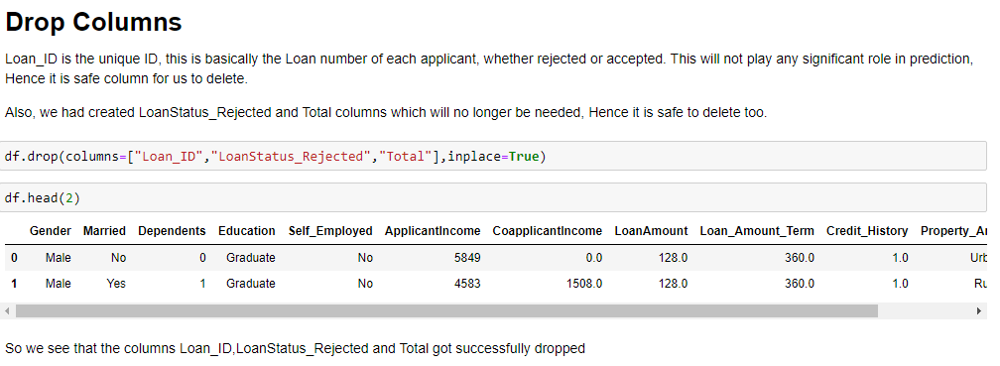 Drop Columns
Loan_ID is the unique ID, this is basically the Loan number of each applicant, whether rejected or accepted. This will not play any significant role in prediction,
Hence it is safe column for us to delete.
Also, we had created LoanStatus_Rejected and Total columns which will no longer be needed, Hence it is safe to delete too.
df.drop(columns=["Loan_ID","LoanStatus_Rejected","Total"],inplace=True)
df.head(2)
Gender Married Dependents Education Self_Employed ApplicantIncome CoapplicantIncome LoanAmount Loan_Amount_Term Credit_History Property_Ar
0 Male No 0 Graduate No 5849 0.0 128.0 360.0 1.0 Urb
1 Male Yes 1 Graduate No 4583 1508.0 128.0 360.0 1.0 Ru
So we see that the columns Loan_ID,LoanStatus_Rejected and Total got successfully dropped